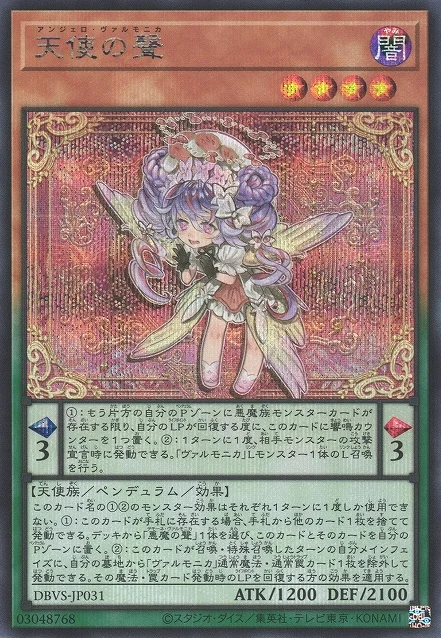 アンジェロ・ヴァルモニカ
天使の聲
やみ
闇
①：もう片方の自分のPゾーンに悪魔族モンスターカードが
存在する限り、自分のLPが回復する度に、このカードに響鳴カウ
ンターを1つ置く。②：1ターンに1度、相手モンスターの攻撃
宣言時に発動できる。「ヴァルモニカ」Lモンスター1体のL召喚
を行う。
3
3
【天使族／ペンデュラム／効果】
このカード名の①②のモンスター効果はそれぞれ1ターンに1度しか使用でき
ない。①：このカードが手札に存在する場合、手札から他のカード1枚を捨てて
発動できる。デッキから「悪魔の聲」1体を選び、このカードとそのカードを自分の
Pゾーンに置く。②：このカードが召喚・特殊召喚したターンの自分メインフェ
イズに、自分の墓地から「ヴァルモニカ」通常魔法・通常罠カード1枚を除外して
発動できる。その魔法・罠カード発動時のLPを回復する方の効果を適用する。
DBVS-JP031
ATK/1200
DEF/2100
03048768
©スタジオ・ダイス／集英社・テレビ東京・KONAMI